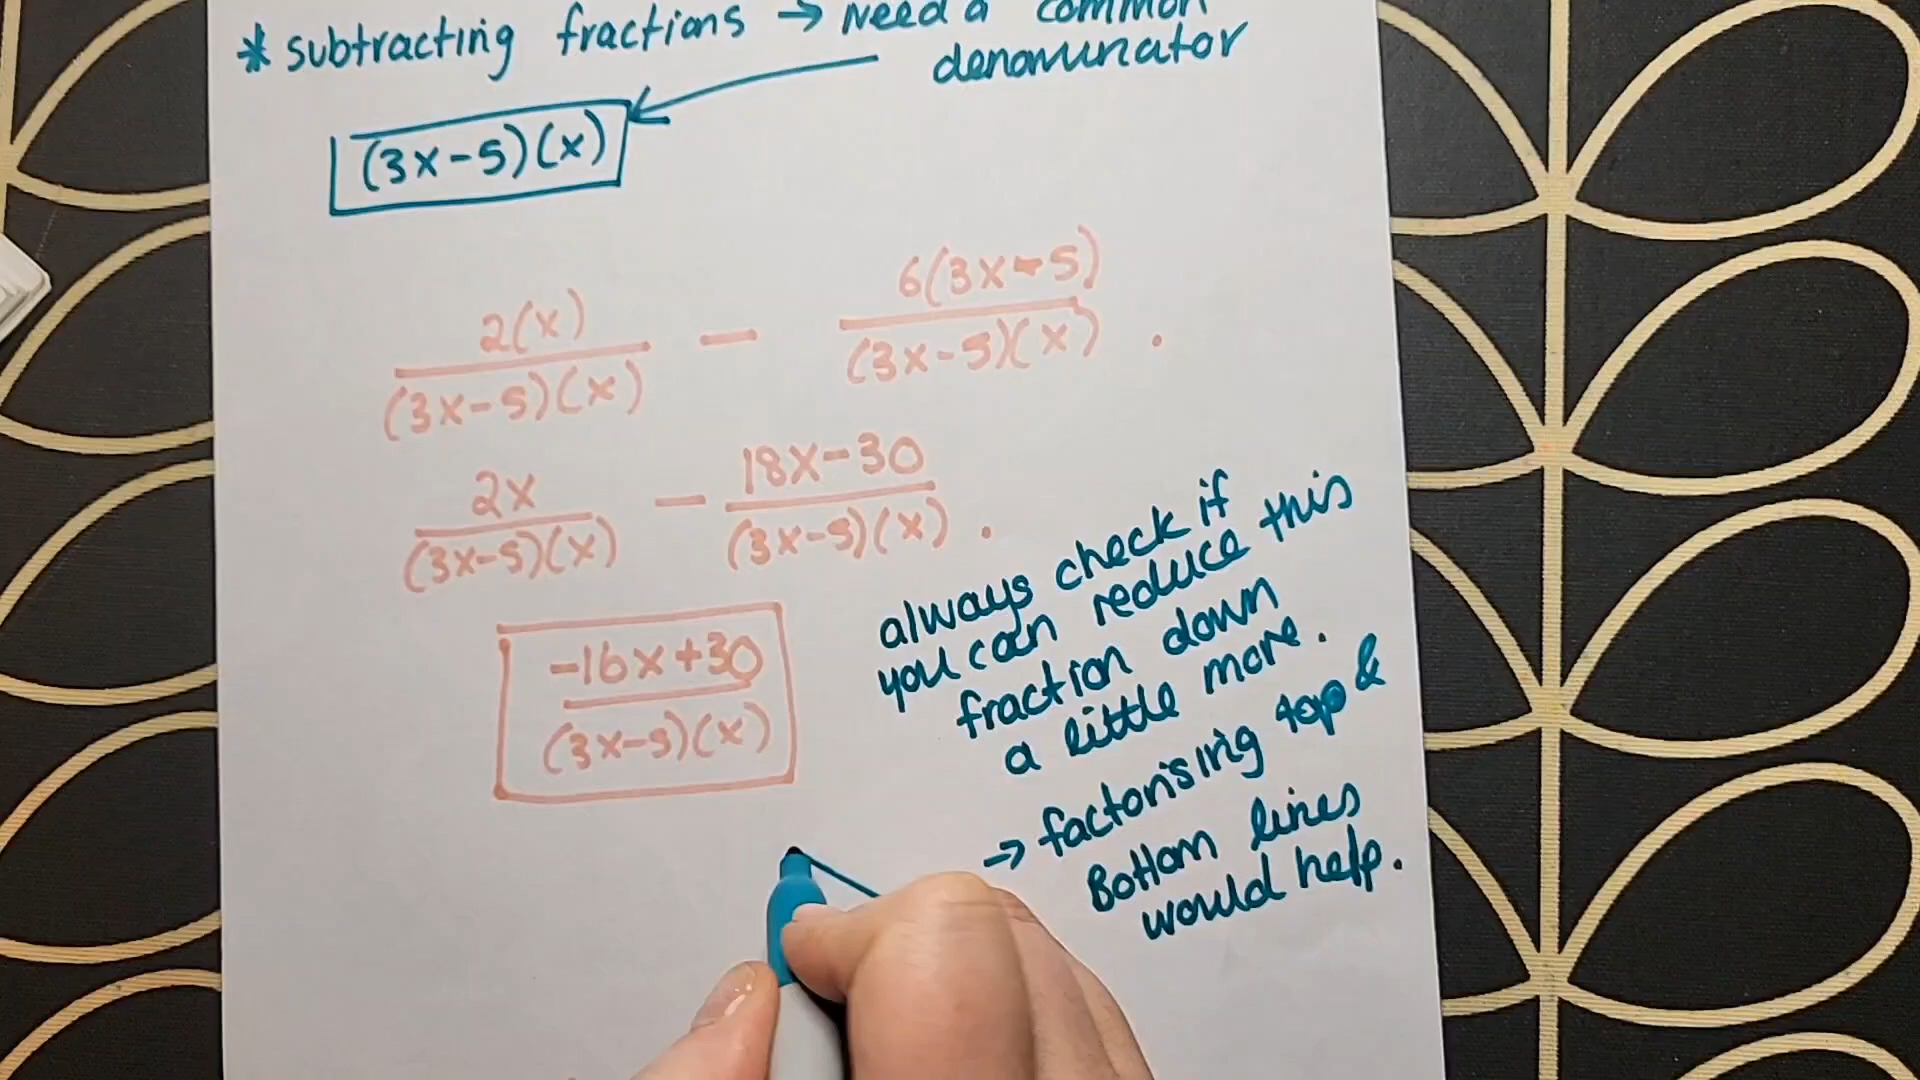 * subtracting fractions → Need a common
denominator
(3x-5)(x)
2(x) / (3x-5)(x) - 6(3x-5) / (3x-5)(x) .
2x / (3x-5)(x) - 18x-30 / (3x-5)(x) .
-16x+30 / (3x-5)(x)
always check if
you can reduce this
fraction down
a little more.
→ factorising top &
Bottom lines
would help.